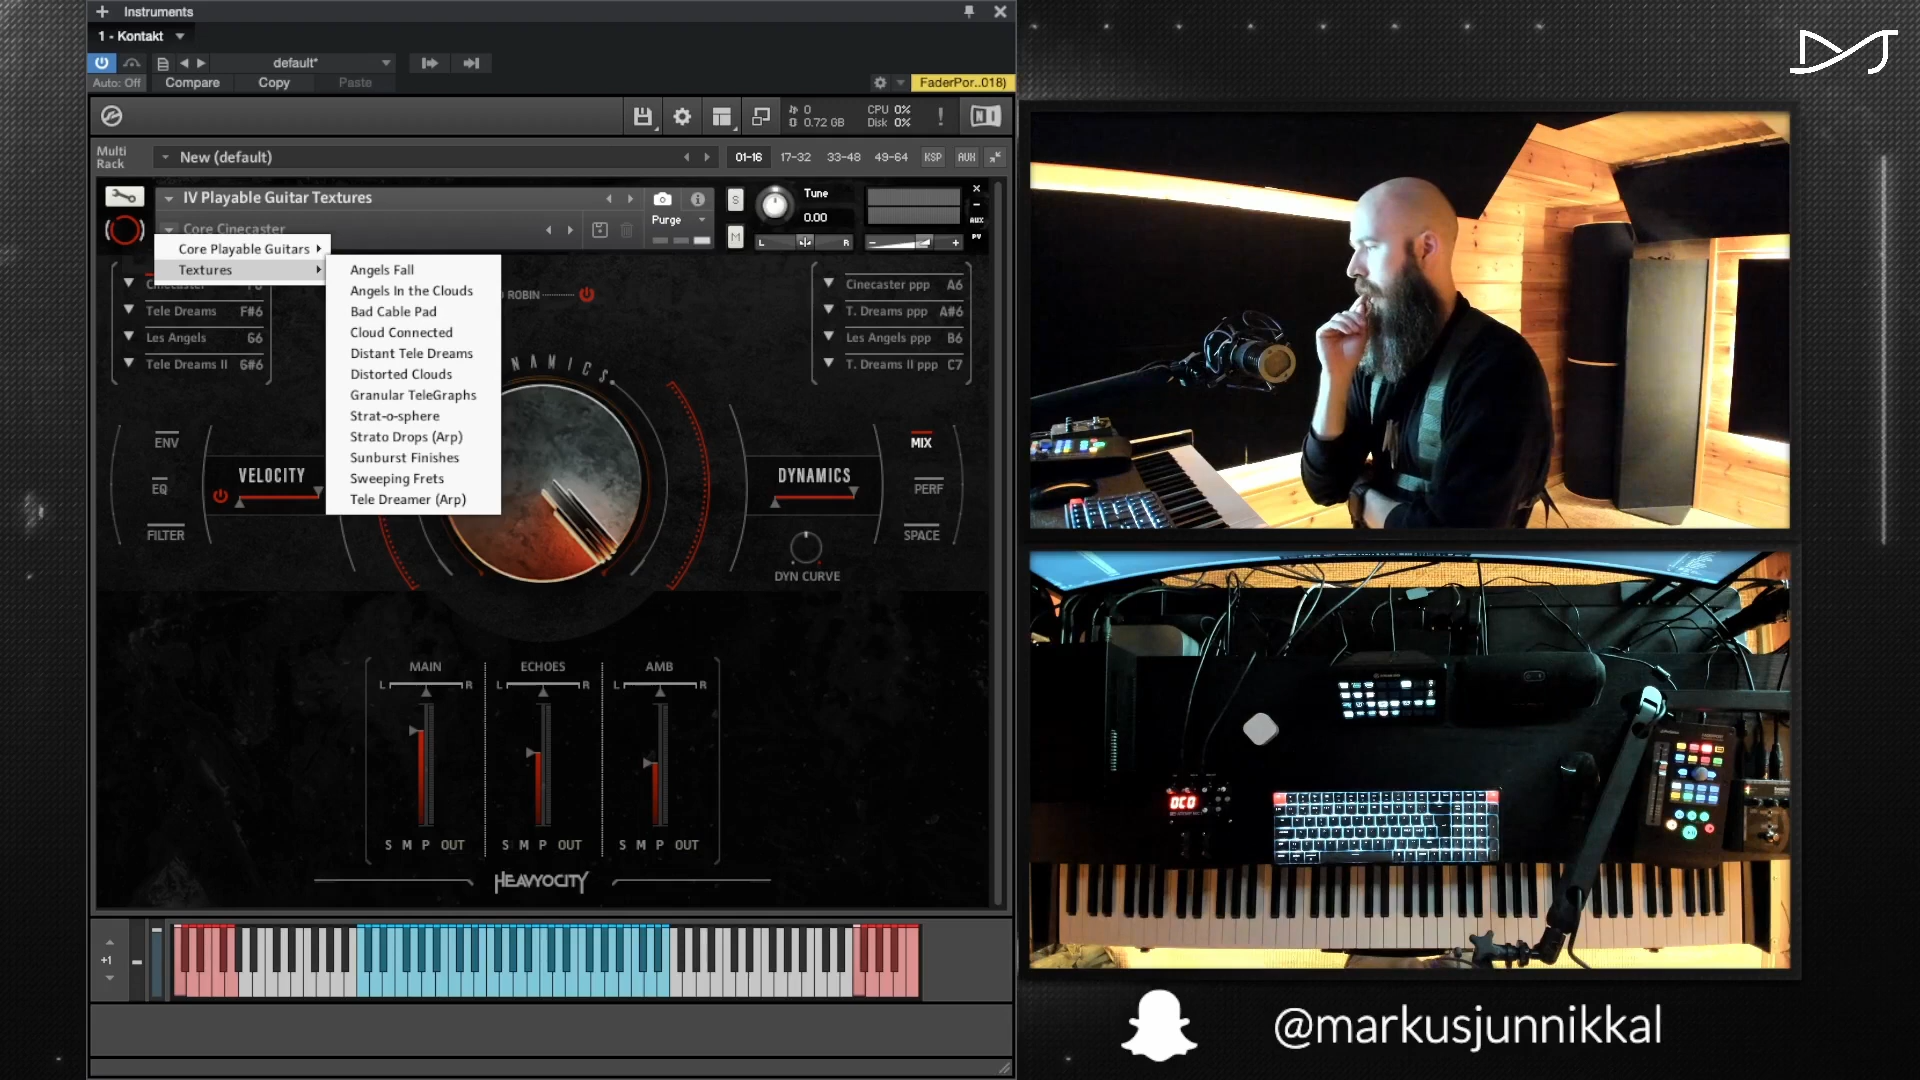 Instruments
1 - Kontakt
default*
Auto: Off
Compare
Copy
Paste
FaderPor..018)
0
0.72 GB
CPU 0%
Disk 0%
!
NI
Multi Rack
New (default)
01-16
17-32
33-48
49-64
KSP
AUX
IV Playable Guitar Textures
Core Cinecaster
Purge
S
M
Tune
0.00
L
R
AUX
PV
Core Playable Guitars
Textures
Angels Fall
Angels In the Clouds
Bad Cable Pad
Cloud Connected
Distant Tele Dreams
Distorted Clouds
Granular TeleGraphs
Strat-o-sphere
Strato Drops (Arp)
Sunburst Finishes
Sweeping Frets
Tele Dreamer (Arp)
Tele Dreams F#6
Les Angels G6
Tele Dreams II G#6
ROBIN
Cinecaster ppp A6
T. Dreams ppp A#6
Les Angels ppp B6
T. Dreams II ppp C7
NAMICS
ENV
EQ
FILTER
VELOCITY
DYNAMICS
DYN CURVE
MIX
PERF
SPACE
MAIN
L R
S M P OUT
ECHOES
L R
S M P OUT
AMB
L R
S M P OUT
HEAVYOCITY
+1
@markusjunnikkal